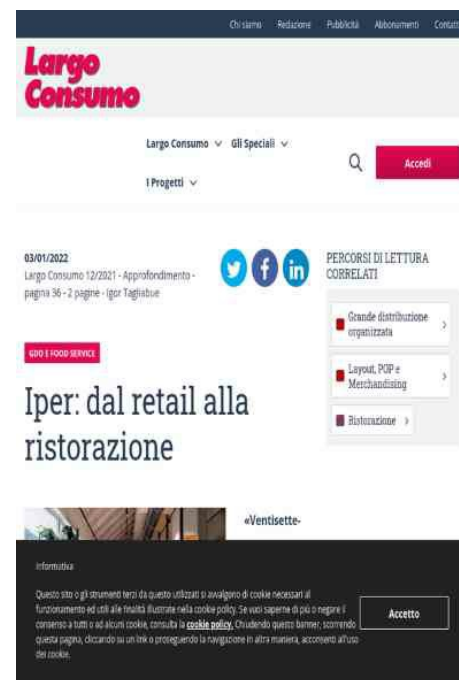 Chi siamo Redazione Pubblicità Abbonamenti Contatt
Largo
Consumo
Largo Consumo Gli Speciali
I Progetti
Accedi
03/01/2022
Largo Consumo 12/2021 - Approfondimento -
pagina 36 - 2 pagine - Igor Tagliabue
PERCORSI DI LETTURA
CORRELATI
Grande distribuzione
organizzata
Layout, POP e
Merchandising
Ristorazione
GDO E FOOD SERVICE
Iper: dal retail alla
ristorazione
«Ventisette-
Informativa
Questo sito o gli strumenti terzi da questo utilizzati si avvalgono di cookie necessari al
funzionamento ed utili alle finalità illustrate nella cookie policy. Se vuoi saperne di più o negare il
consenso a tutti o ad alcuni cookie, consulta la cookie policy. Chiudendo questo banner, scorrendo
questa pagina, cliccando su un link o proseguendo la navigazione in altra maniera, acconsenti all'uso
dei cookie.
Accetto